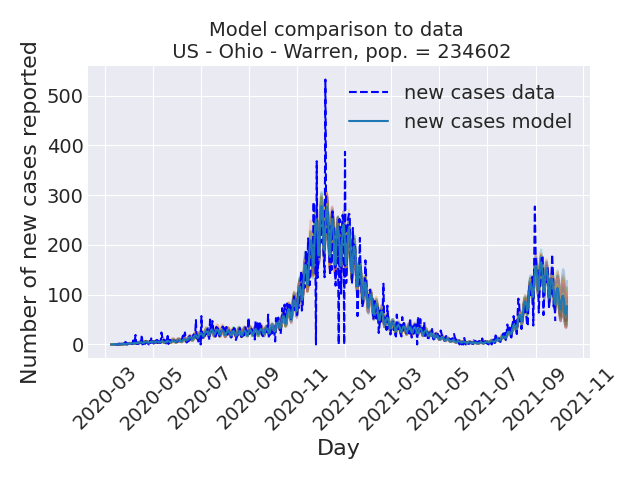 Model comparison to data
US - Ohio - Warren, pop. = 234602
Number of new cases reported
500
400
300
200
100
0
new cases data
new cases model
2020-03
2020-05
2020-07
2020-09
2020-11
2021-01
2021-03
2021-05
2021-07
2021-09
2021-11
Day